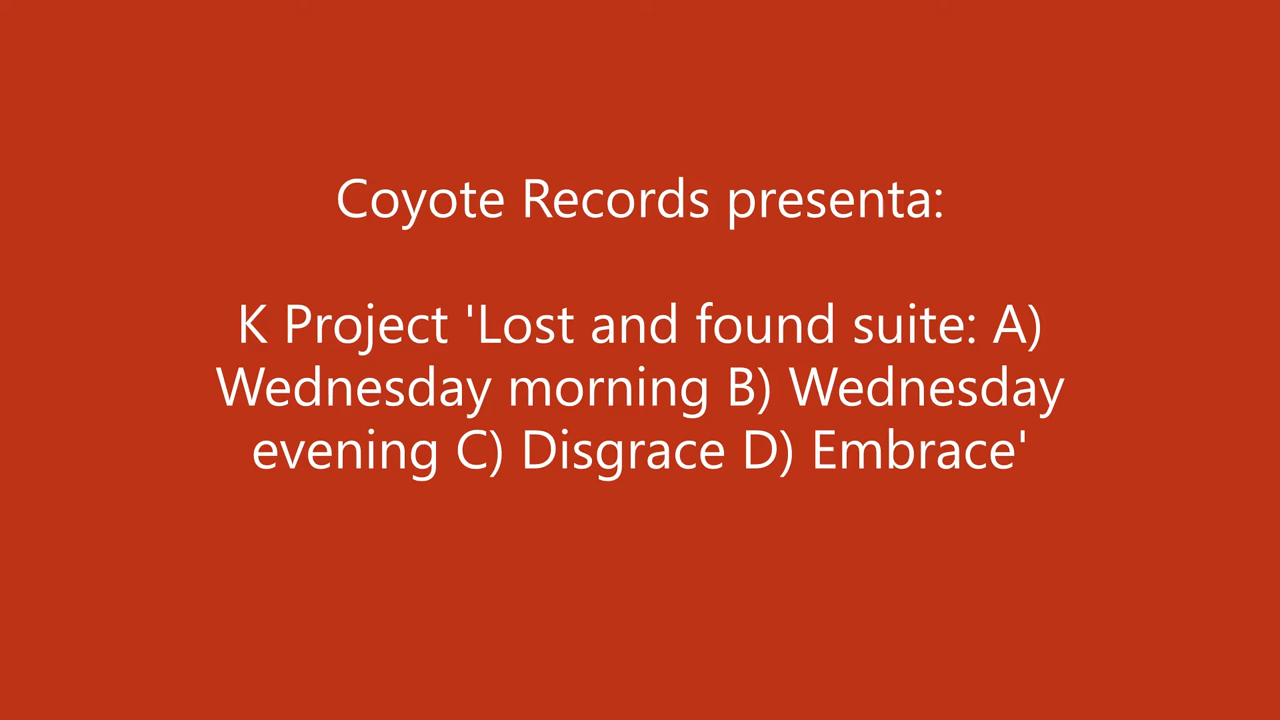 Coyote Records presenta:
K Project 'Lost and found suite: A)
Wednesday morning B) Wednesday
evening C) Disgrace D) Embrace'